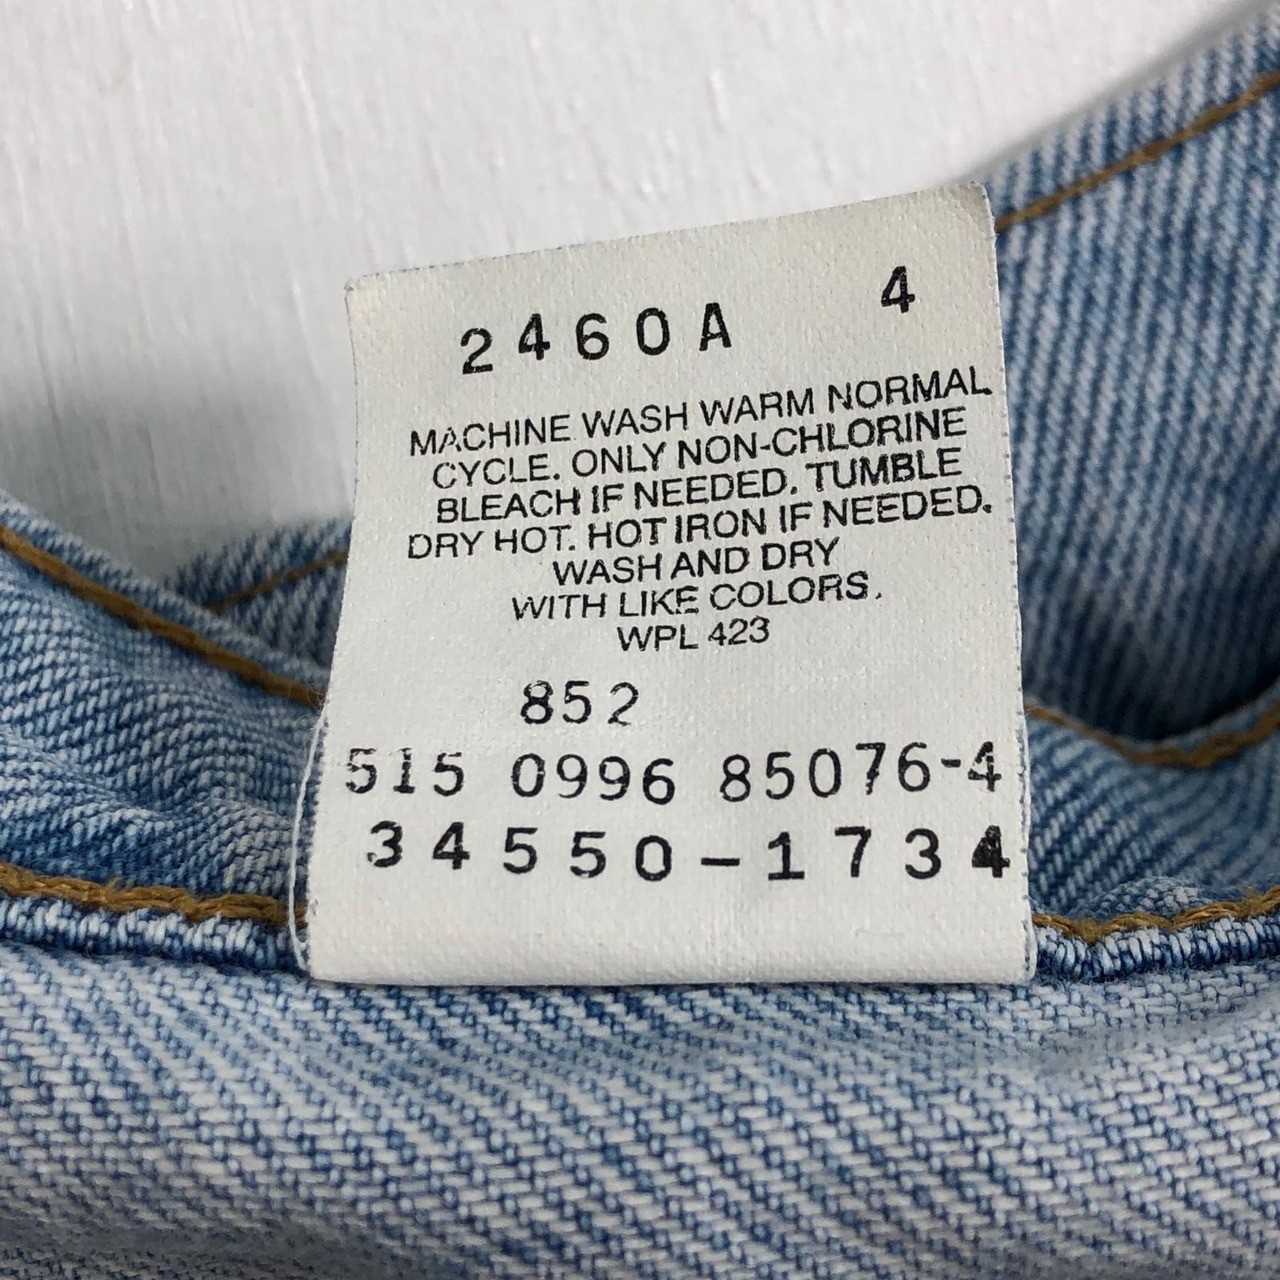 2460A 4
MACHINE WASH WARM NORMAL
CYCLE. ONLY NON-CHLORINE
BLEACH IF NEEDED. TUMBLE
DRY HOT. HOT IRON IF NEEDED.
WASH AND DRY
WITH LIKE COLORS.
WPL 423
852
515 0996 85076-4
34550-1734